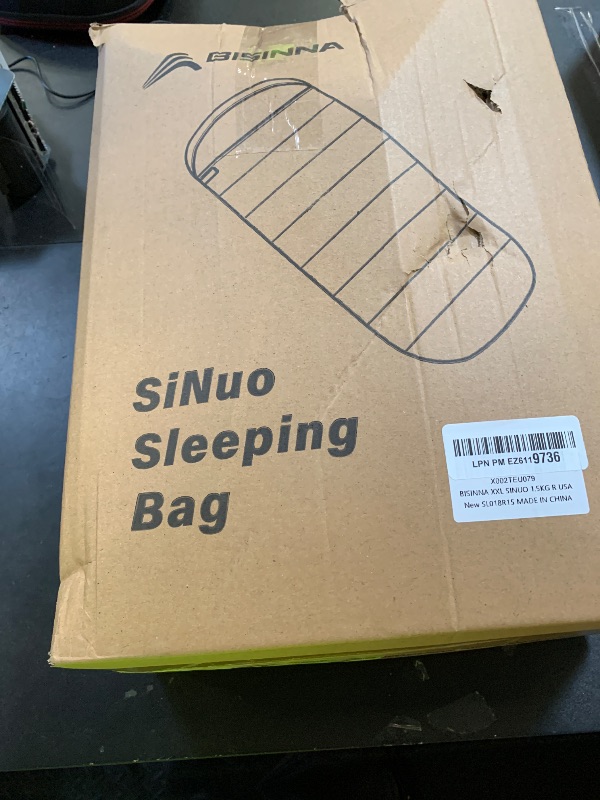 BISINNA
SiNuo
Sleeping
Bag
LPN PM EZ6119736
X002TEU079
BISINNA XXL SINUO 1.5KG R USA
New SL018R15 MADE IN CHINA